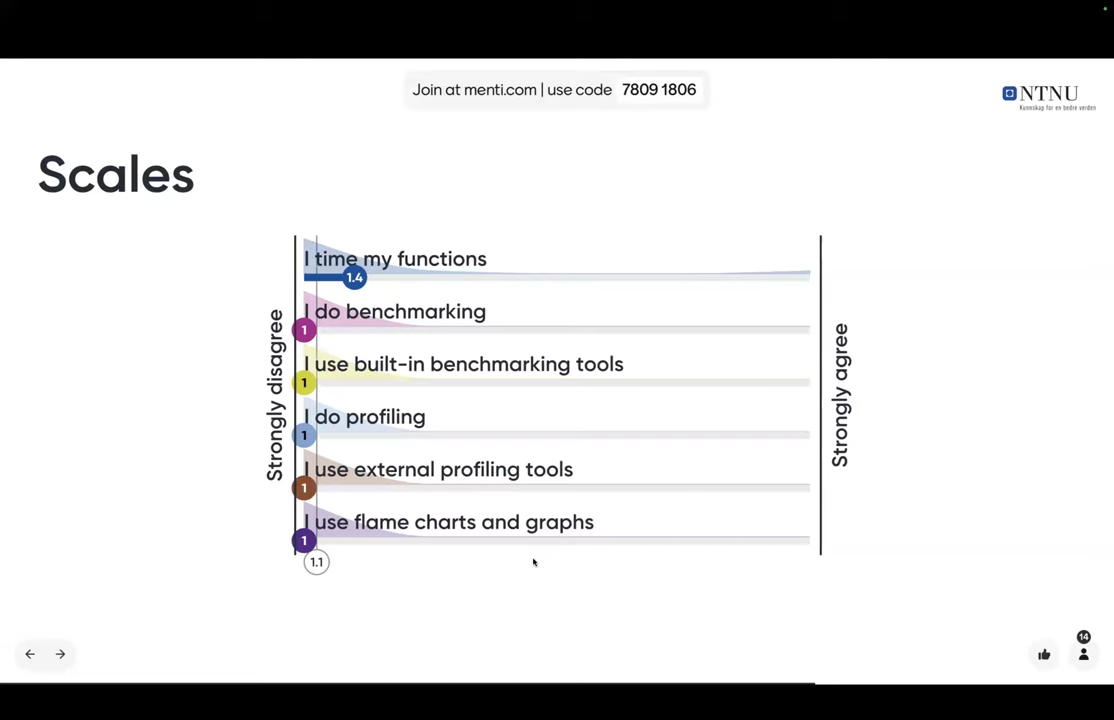 Join at menti.com | use code 7809 1806
NTNU
Kunnskap for en bedre verden
Scales
Strongly disagree
I time my functions
1.4
I do benchmarking
1
I use built-in benchmarking tools
1
I do profiling
1
I use external profiling tools
1
I use flame charts and graphs
1
1.1
Strongly agree
14